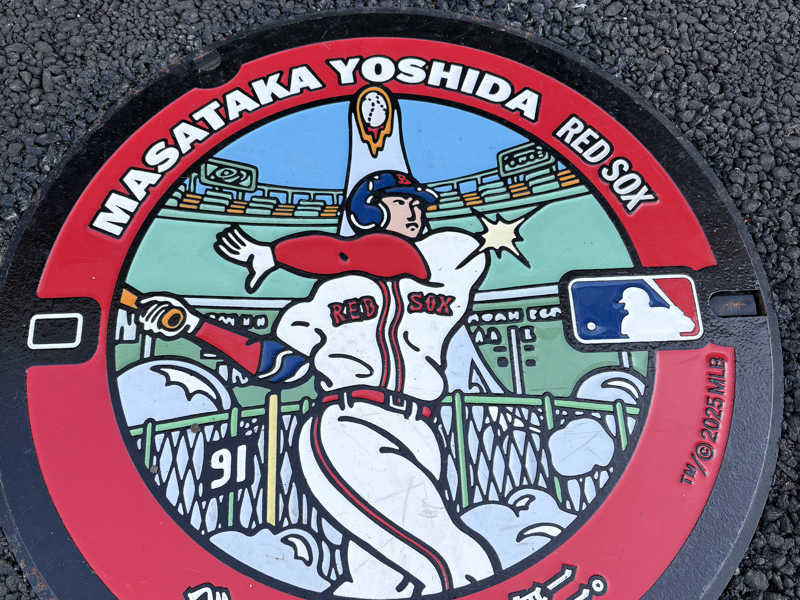 MASATAKA YOSHIDA
RED SOX
RED SOX
91
TM/© 2025 MLB